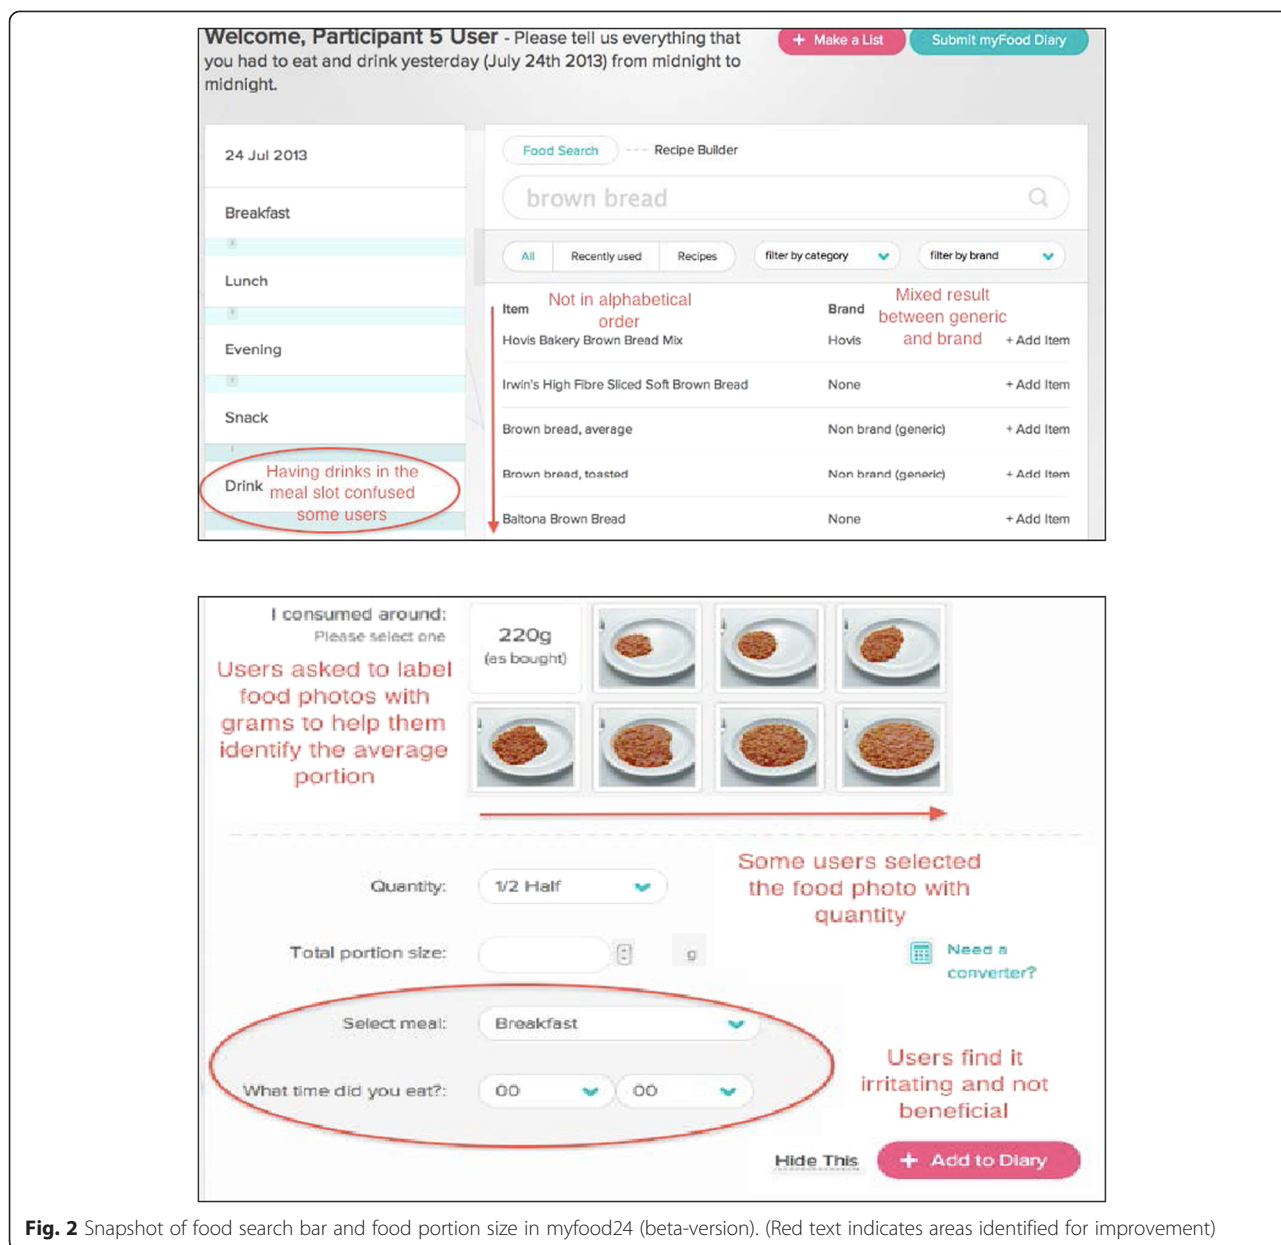 Welcome, Participant 5 User - Please tell us everything that
you had to eat and drink yesterday (July 24th 2013) from midnight to
midnight.
+ Make a List
Submit myFood Diary
24 Jul 2013
Breakfast
Lunch
Evening
Snack
Drink
Having drinks in the
meal slot confused
some users
Food Search --- Recipe Builder
brown bread
All Recently used Recipes filter by category filter by brand
Not in alphabetical
order
Mixed result
between generic
and brand
Item Brand
Hovis Bakery Brown Bread Mix Hovis + Add Item
Irwin's High Fibre Sliced Soft Brown Bread None + Add Item
Brown bread, average Non brand (generic) + Add Item
Brown bread, toasted Non brand (generic) + Add Item
Baltona Brown Bread None + Add Item
I consumed around:
Please select one
220g
(as bought)
Users asked to label
food photos with
grams to help them
identify the average
portion
Some users selected
the food photo with
quantity
Quantity: 1/2 Half
Total portion size: g
Need a
converter?
Select meal: Breakfast
What time did you eat?: 00 00
Users find it
irritating and not
beneficial
Hide This + Add to Diary
Fig. 2 Snapshot of food search bar and food portion size in myfood24 (beta-version). (Red text indicates areas identified for improvement)